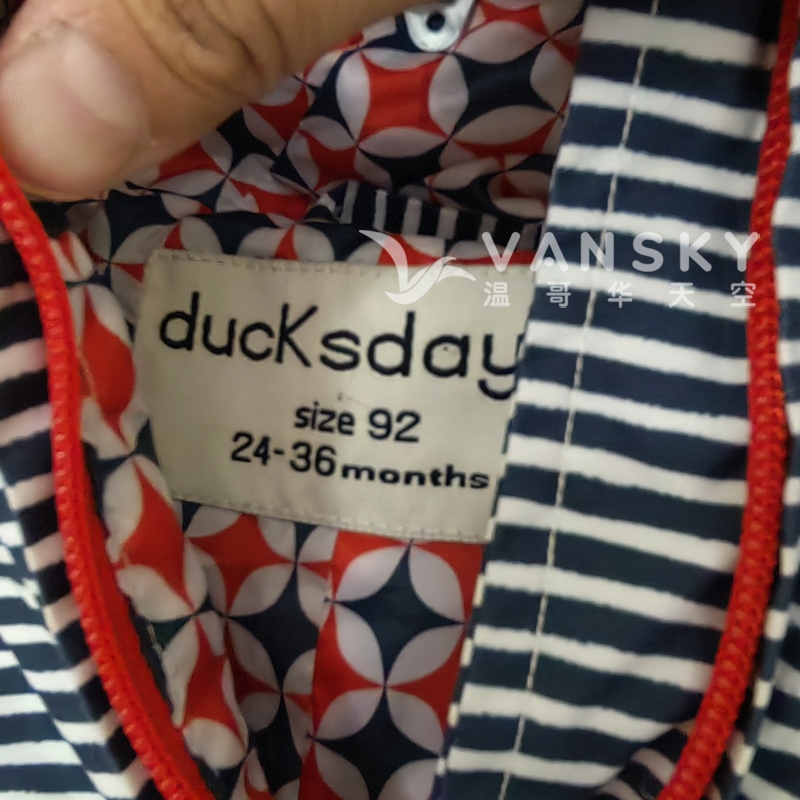 VANSKY
温哥华天空
ducksday
size 92
24-36 months